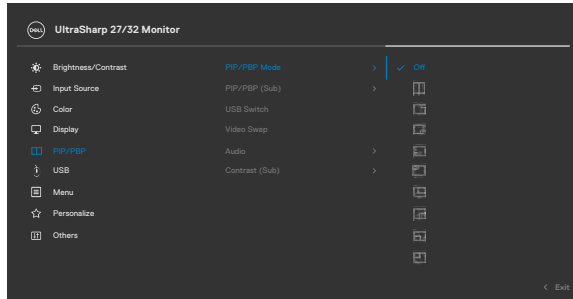 DELL UltraSharp 27/32 Monitor
Brightness/Contrast PIP/PBP Mode > ✓ Off
Input Source PIP/PBP (Sub) >
Color USB Switch
Display Video Swap
PIP/PBP Audio >
USB Contrast (Sub) >
Menu
Personalize
Others
< Exit